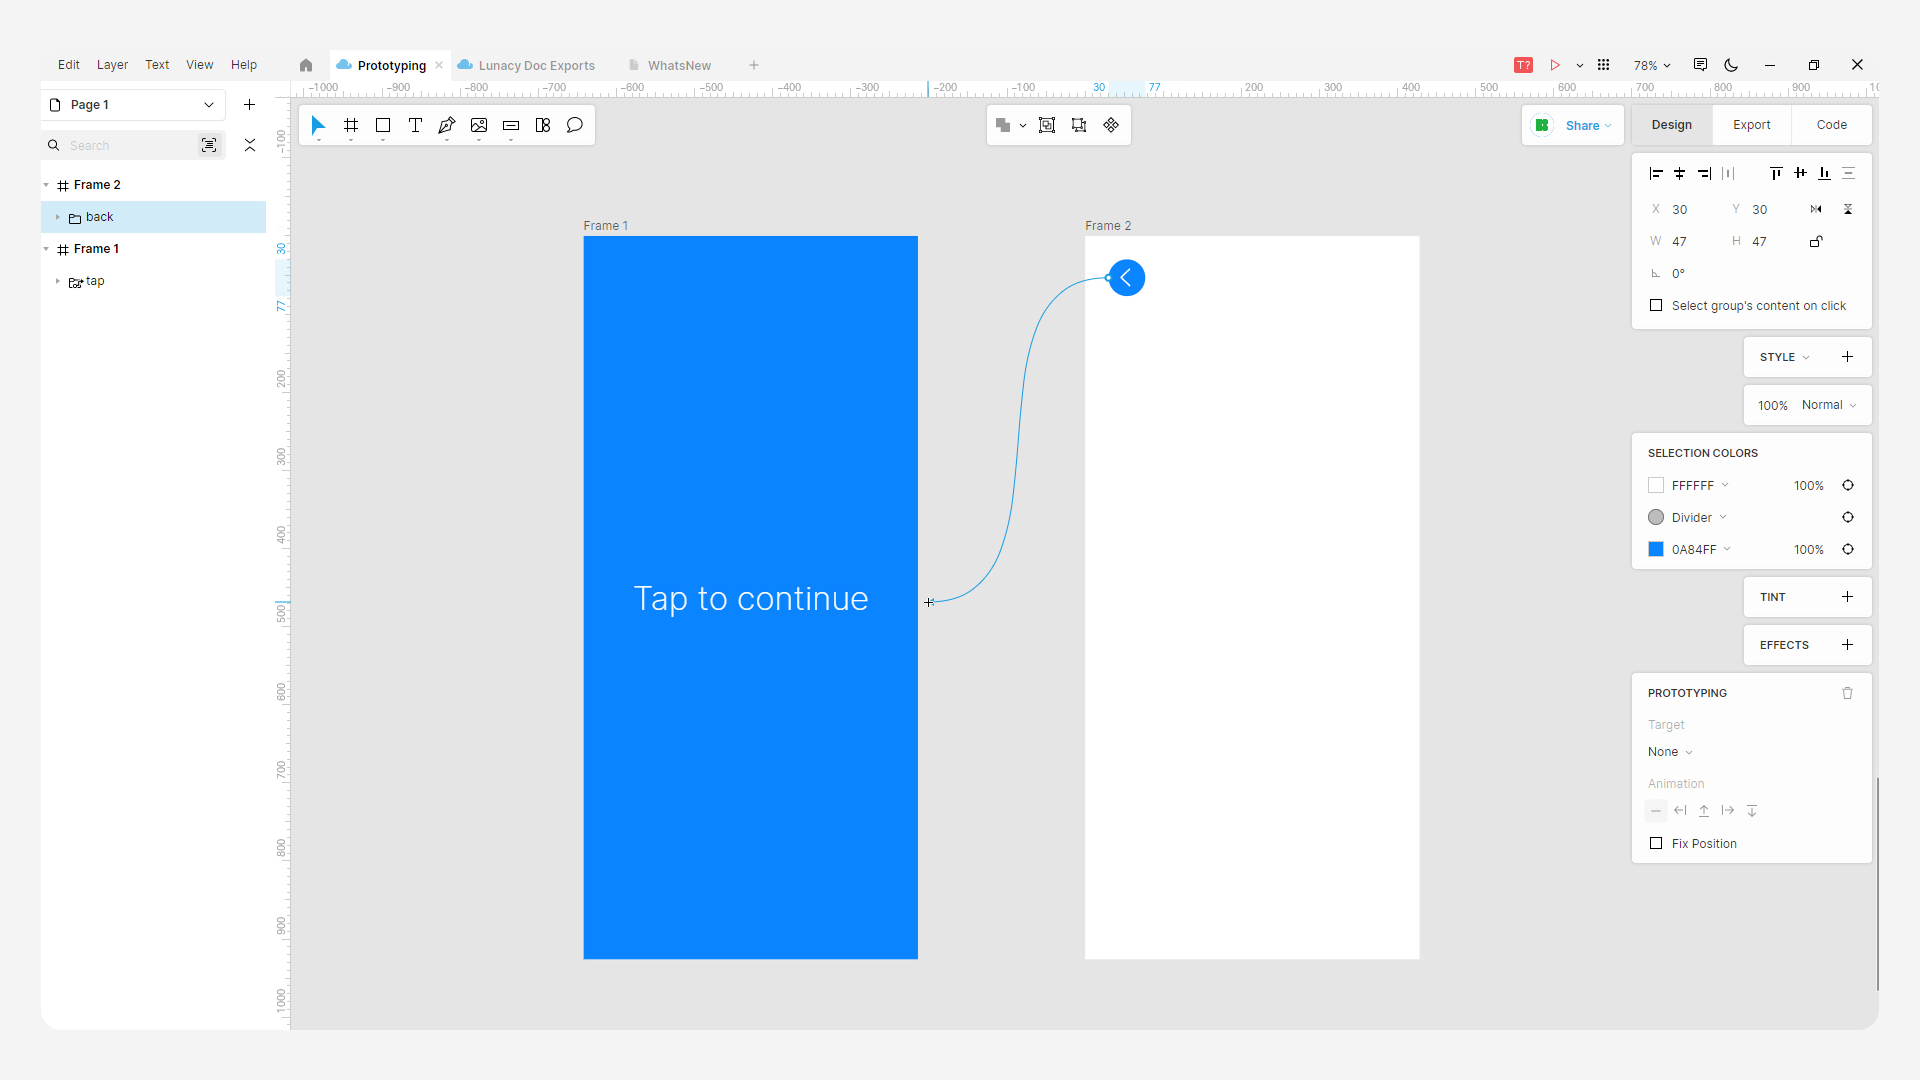 Edit Layer Text View Help
Prototyping
Lunacy Doc Exports
WhatsNew
T?
78%
-1000 -900 -800 -700 -600 -500 -400 -300 -200 -100 30 77 200 300 400 500 600 700 800 900
Page 1
Search
Frame 2
back
Frame 1
tap
-100
30
77
200
300
400
500
600
700
800
900
1000
Share
Design Export Code
Frame 1
Tap to continue
Frame 2
X 30 Y 30
W 47 H 47
0°
Select group's content on click
STYLE
100% Normal
SELECTION COLORS
FFFFFF 100%
Divider
0A84FF 100%
TINT
EFFECTS
PROTOTYPING
Target
None
Animation
Fix Position